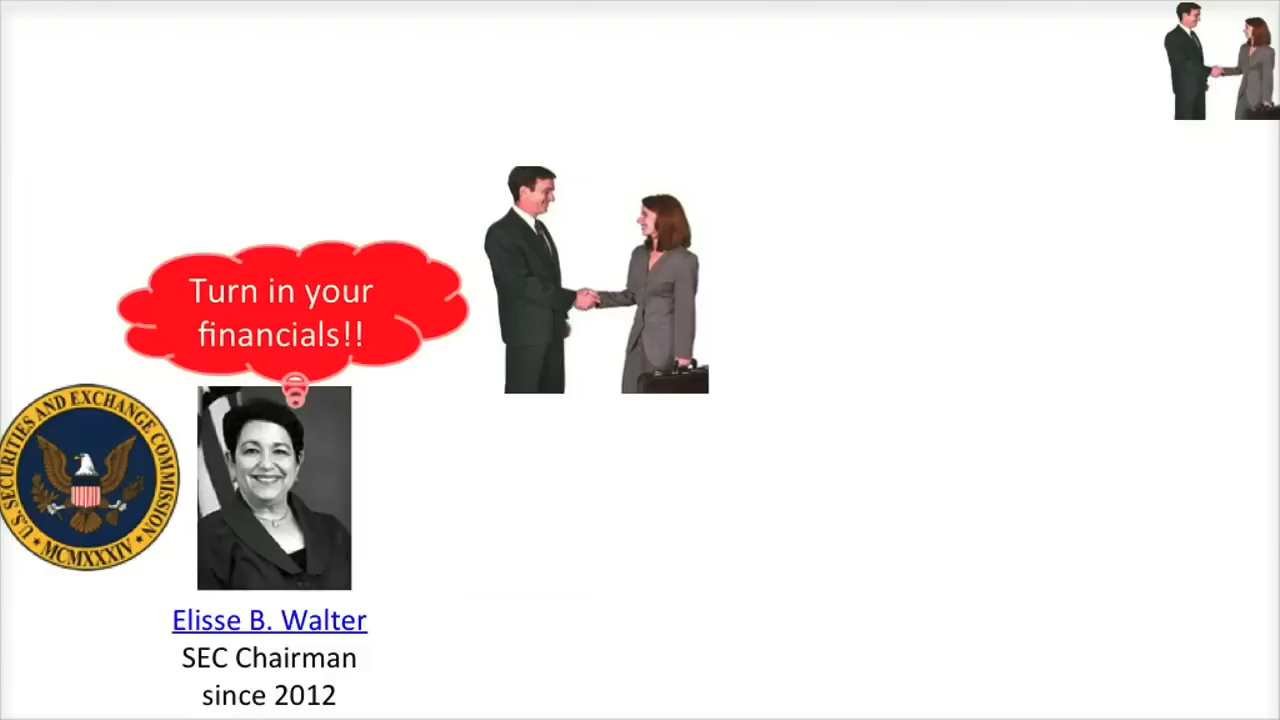 Turn in your
financials!!
U.S. SECURITIES AND EXCHANGE COMMISSION
MCMXXXIV
Elisse B. Walter
SEC Chairman
since 2012